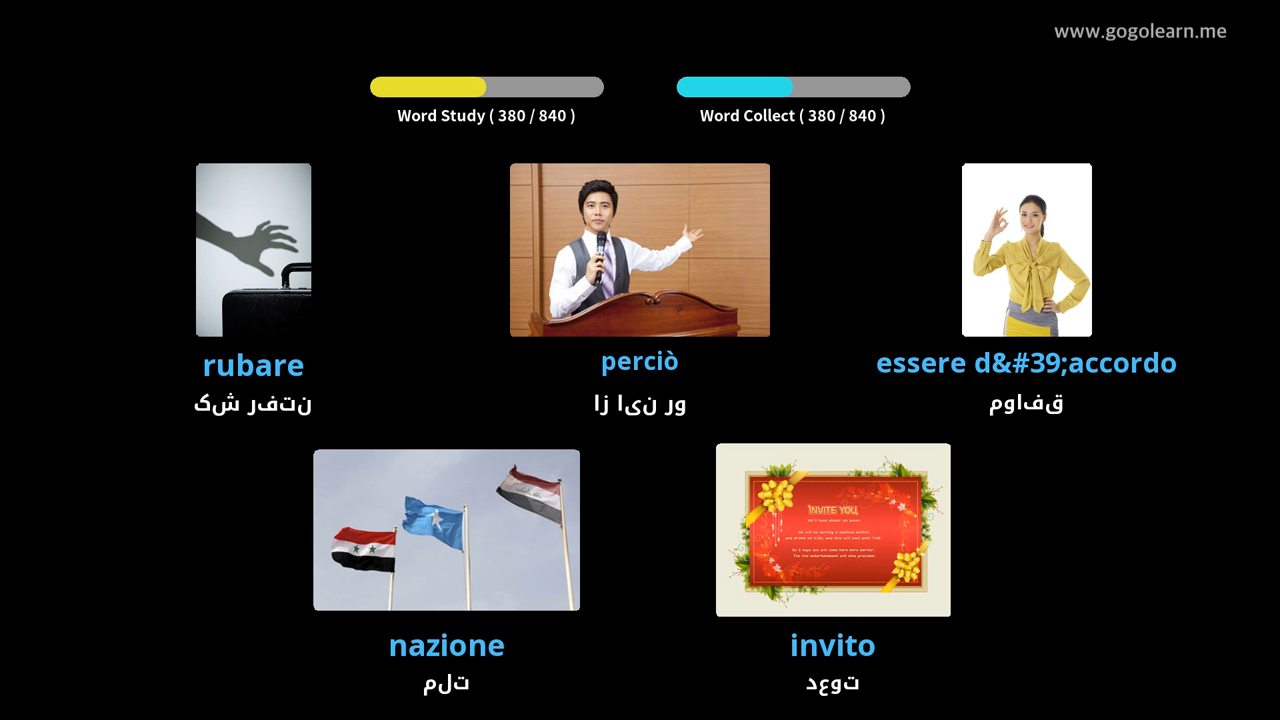 www.gogolearn.me
Word Study ( 380 / 840 )
Word Collect ( 380 / 840 )
rubare
کش رفتن
perciò
از این رو
essere d&#39;accordo
موافق
INVITE YOU
nazione
ملت
invito
دعوت